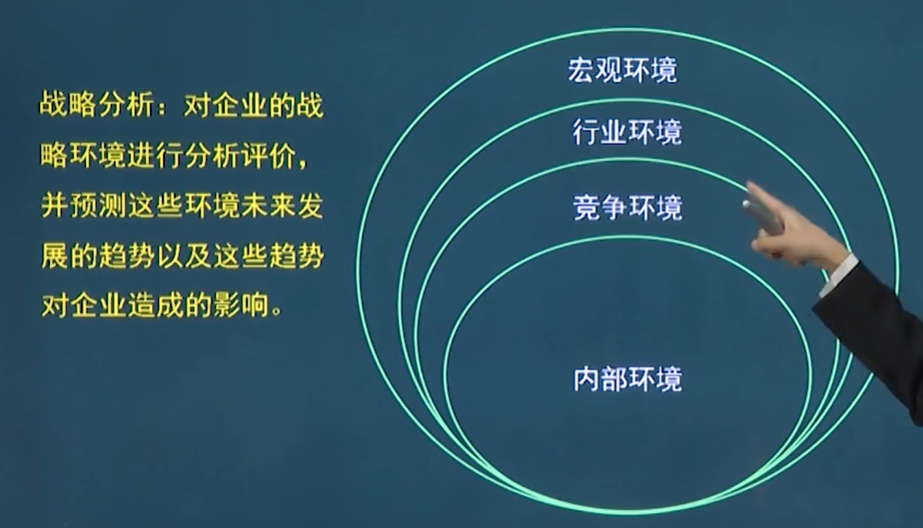 战略分析：对企业的战
略环境进行分析评价，
并预测这些环境未来发
展的趋势以及这些趋势
对企业造成的影响。
宏观环境
行业环境
竞争环境
内部环境